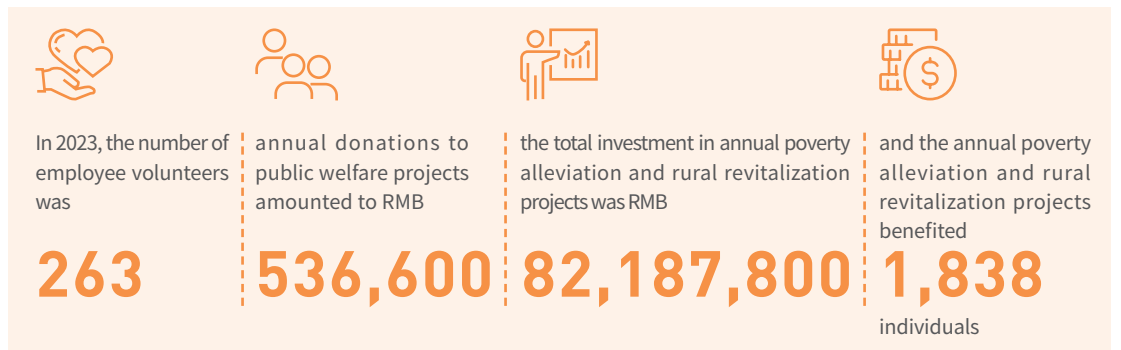 In 2023, the number of
employee volunteers
was
263
annual donations to
public welfare projects
amounted to RMB
536,600
the total investment in annual poverty
alleviation and rural revitalization
projects was RMB
82,187,800
and the annual poverty
alleviation and rural
revitalization projects
benefited
1,838
individuals